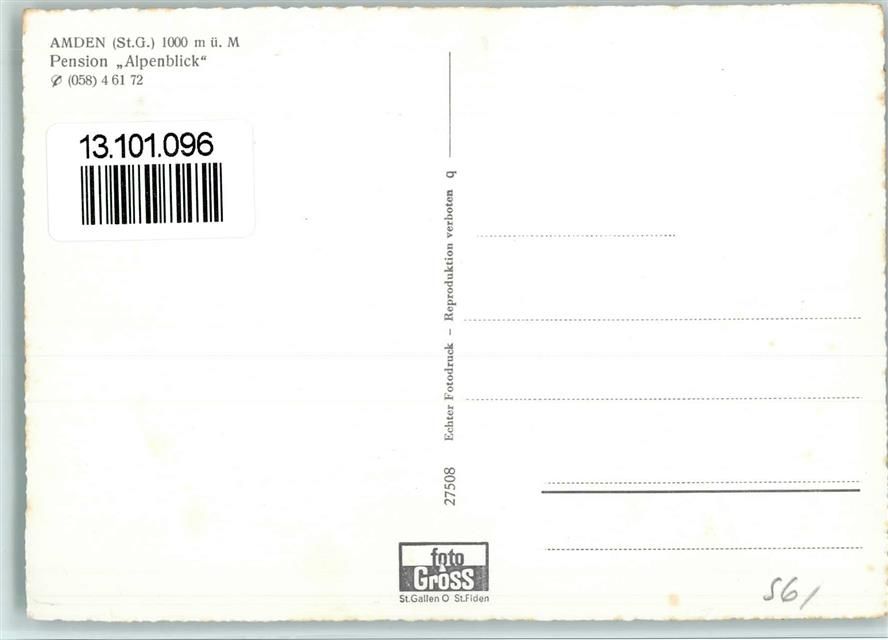 AMDEN (St.G.) 1000 m ü. M
Pension „Alpenblick“
✆ (058) 4 61 72
13.101.096
27508 Echter Fotodruck – Reproduktion verboten q
foto
Gross
St.Gallen O St.Fiden
56/